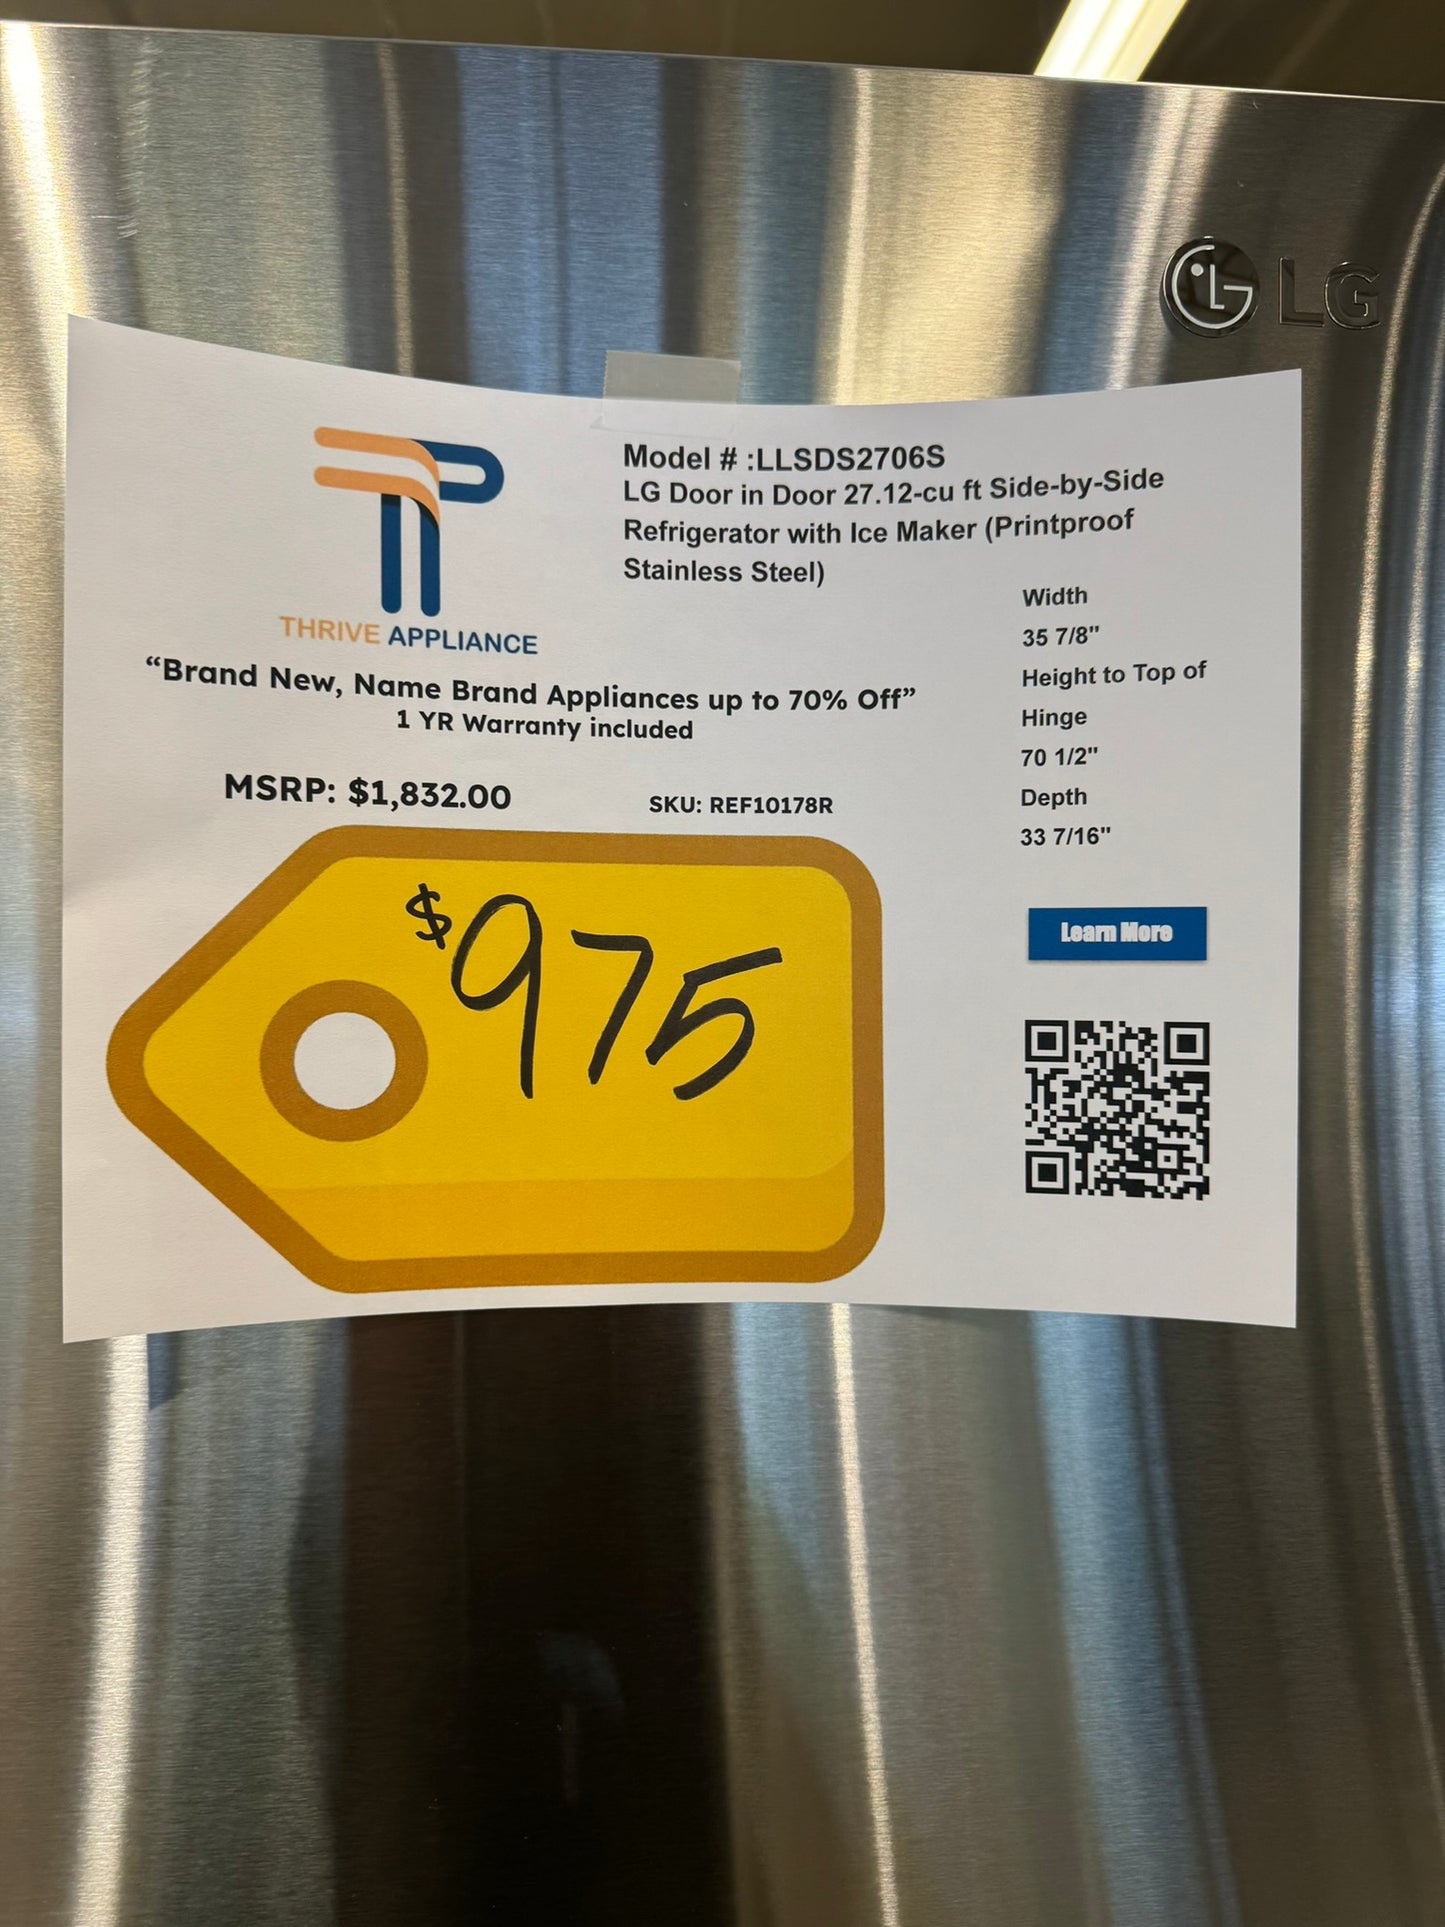 LG
Model # :LLSDS2706S
LG Door in Door 27.12-cu ft Side-by-Side
Refrigerator with Ice Maker (Printproof
Stainless Steel)
THRIVE APPLIANCE
“Brand New, Name Brand Appliances up to 70% Off”
1 YR Warranty included
MSRP: $1,832.00
SKU: REF10178R
$975
Width
35 7/8"
Height to Top of
Hinge
70 1/2"
Depth
33 7/16"
Learn More